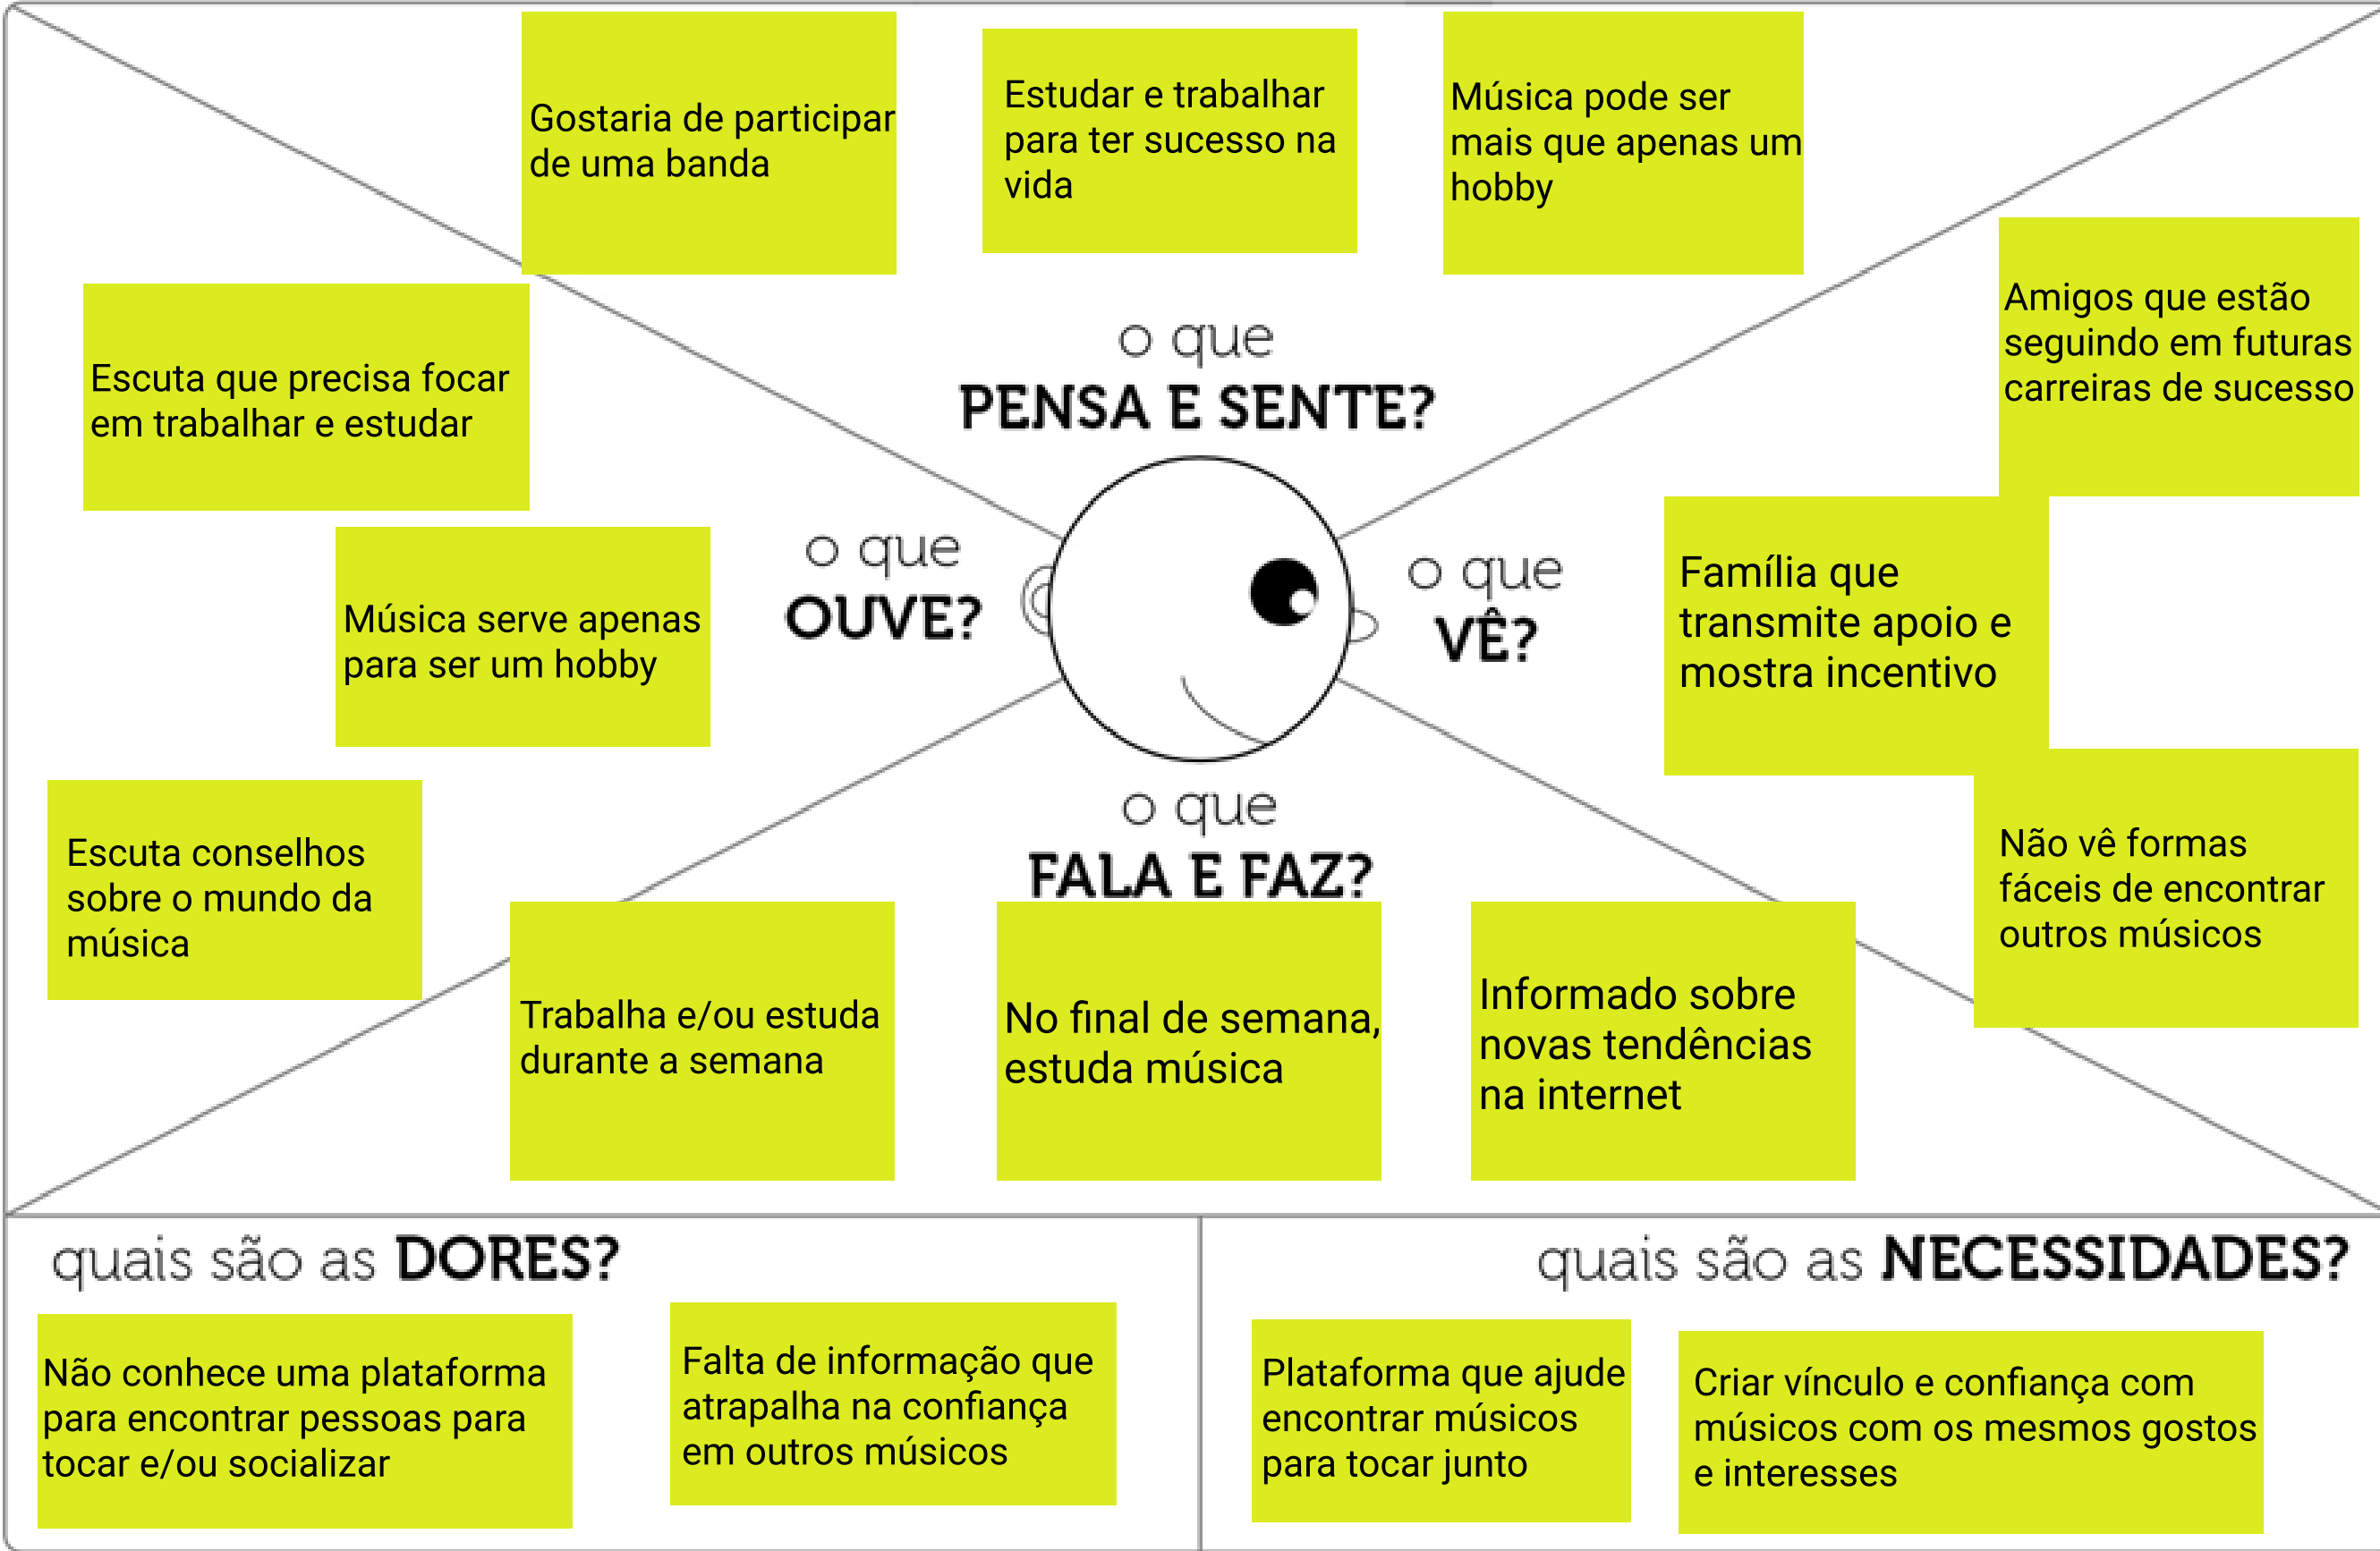 Gostaria de participar
de uma banda
Estudar e trabalhar
para ter sucesso na
vida
Música pode ser
mais que apenas um
hobby
o que
PENSA E SENTE?
Escuta que precisa focar
em trabalhar e estudar
Música serve apenas
para ser um hobby
Escuta conselhos
sobre o mundo da
música
o que
OUVE?
o que
VÊ?
Amigos que estão
seguindo em futuras
carreiras de sucesso
Família que
transmite apoio e
mostra incentivo
Não vê formas
fáceis de encontrar
outros músicos
o que
FALA E FAZ?
Trabalha e/ou estuda
durante a semana
No final de semana,
estuda música
Informado sobre
novas tendências
na internet
quais são as DORES?
Não conhece uma plataforma
para encontrar pessoas para
tocar e/ou socializar
Falta de informação que
atrapalha na confiança
em outros músicos
quais são as NECESSIDADES?
Plataforma que ajude
encontrar músicos
para tocar junto
Criar vínculo e confiança com
músicos com os mesmos gostos
e interesses